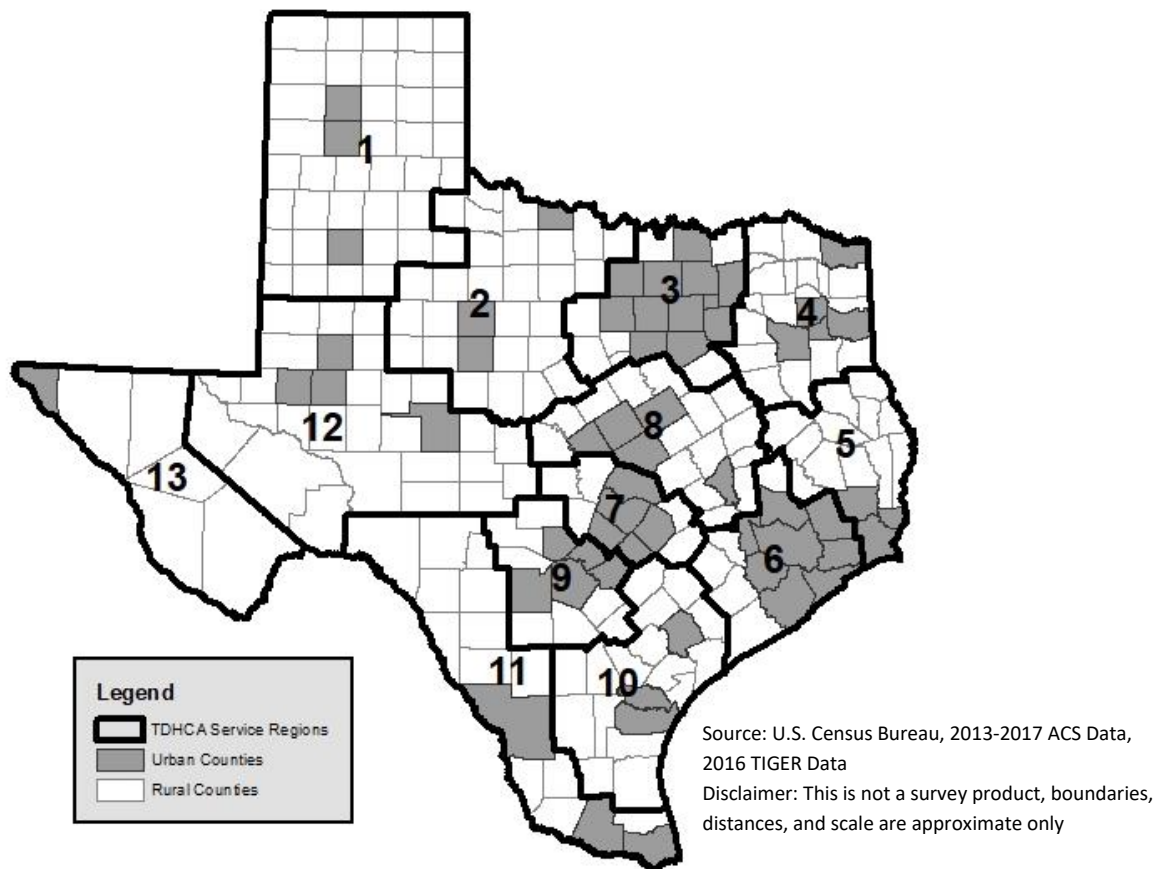 1
2
3
4
5
6
7
8
9
10
11
12
13
Legend
TDHCA Service Regions
Urban Counties
Rural Counties
Source: U.S. Census Bureau, 2013-2017 ACS Data,
2016 TIGER Data
Disclaimer: This is not a survey product, boundaries,
distances, and scale are approximate only